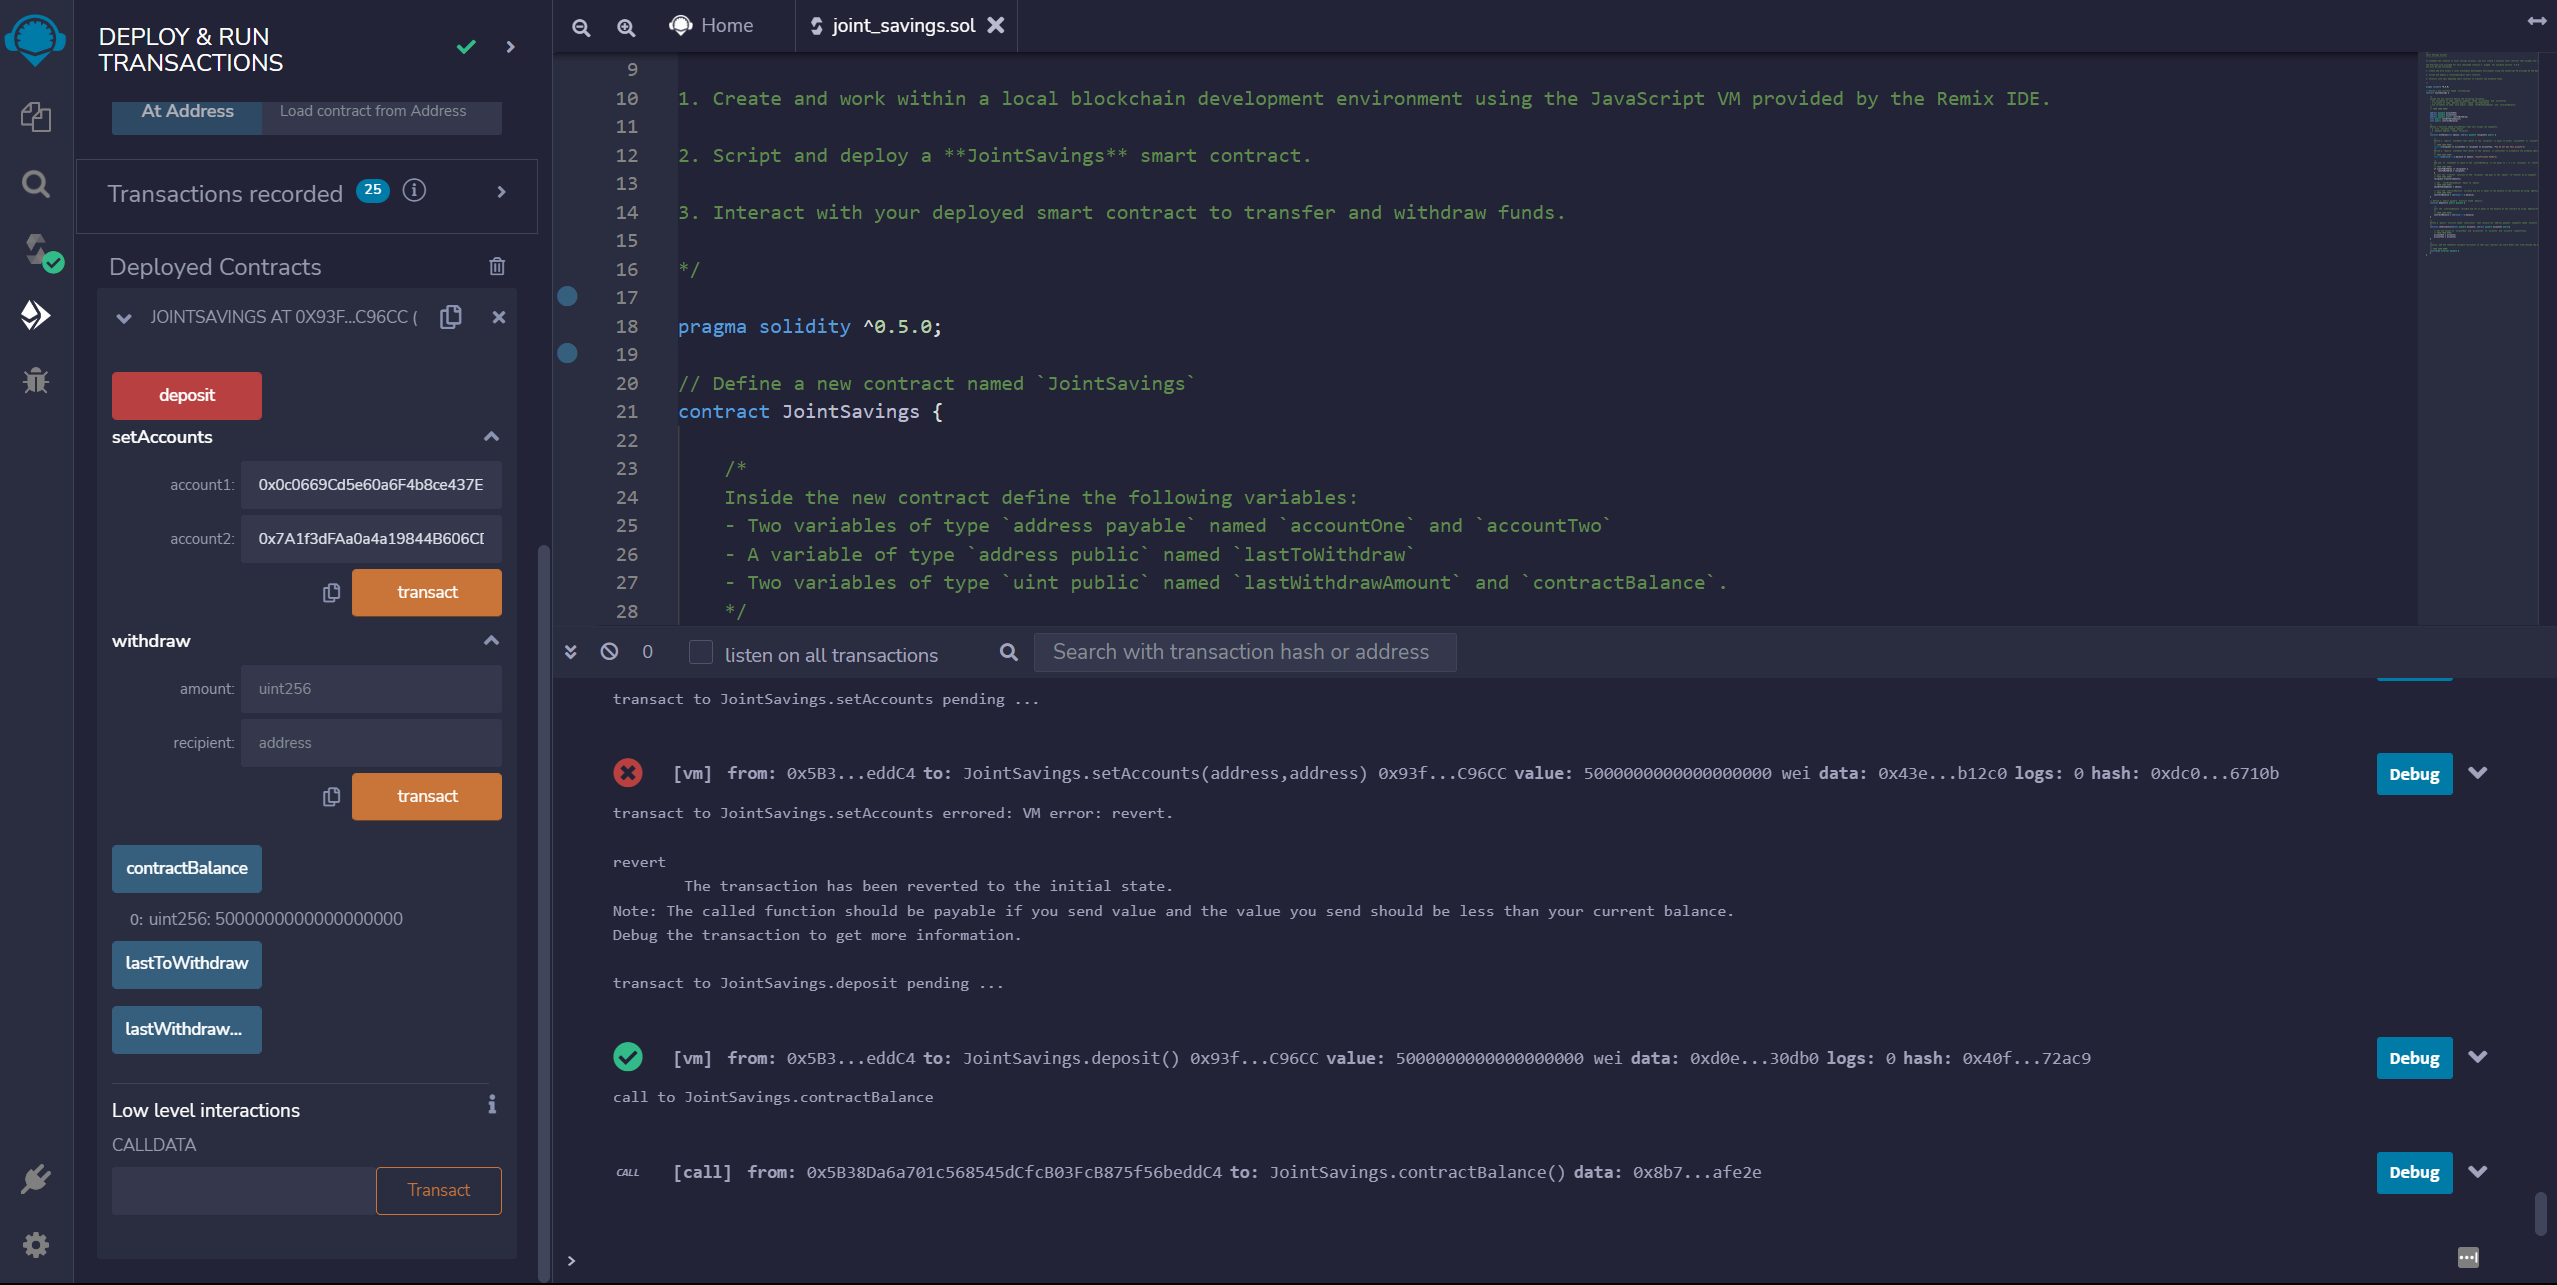 DEPLOY & RUN
TRANSACTIONS
At Address
Load contract from Address
Transactions recorded 25
Deployed Contracts
JOINTSAVINGS AT 0X93F...C96CC (
deposit
setAccounts
account1: 0x0c0669Cd5e60a6F4b8ce437E
account2: 0x7A1f3dFAa0a4a19844B606CD
transact
withdraw
amount: uint256
recipient: address
transact
contractBalance
0: uint256: 5000000000000000000
lastToWithdraw
lastWithdraw...
Low level interactions
CALLDATA
Transact
Home
joint_savings.sol
9
10 1. Create and work within a local blockchain development environment using the JavaScript VM provided by the Remix IDE.
11
12 2. Script and deploy a **JointSavings** smart contract.
13
14 3. Interact with your deployed smart contract to transfer and withdraw funds.
15
16 */
17
18 pragma solidity ^0.5.0;
19
20 // Define a new contract named `JointSavings`
21 contract JointSavings {
22
23 /*
24 Inside the new contract define the following variables:
25 - Two variables of type `address payable` named `accountOne` and `accountTwo`
26 - A variable of type `address public` named `lastToWithdraw`
27 - Two variables of type `uint public` named `lastWithdrawAmount` and `contractBalance`.
28 */
0 listen on all transactions Search with transaction hash or address
transact to JointSavings.setAccounts pending ...
[vm] from: 0x5B3...eddC4 to: JointSavings.setAccounts(address,address) 0x93f...C96CC value: 5000000000000000000 wei data: 0x43e...b12c0 logs: 0 hash: 0xdc0...6710b
Debug
transact to JointSavings.setAccounts errored: VM error: revert.
revert
The transaction has been reverted to the initial state.
Note: The called function should be payable if you send value and the value you send should be less than your current balance.
Debug the transaction to get more information.
transact to JointSavings.deposit pending ...
[vm] from: 0x5B3...eddC4 to: JointSavings.deposit() 0x93f...C96CC value: 5000000000000000000 wei data: 0xd0e...30db0 logs: 0 hash: 0x40f...72ac9
Debug
call to JointSavings.contractBalance
CALL [call] from: 0x5B38Da6a701c568545dCfcB03FcB875f56beddC4 to: JointSavings.contractBalance() data: 0x8b7...afe2e
Debug
>